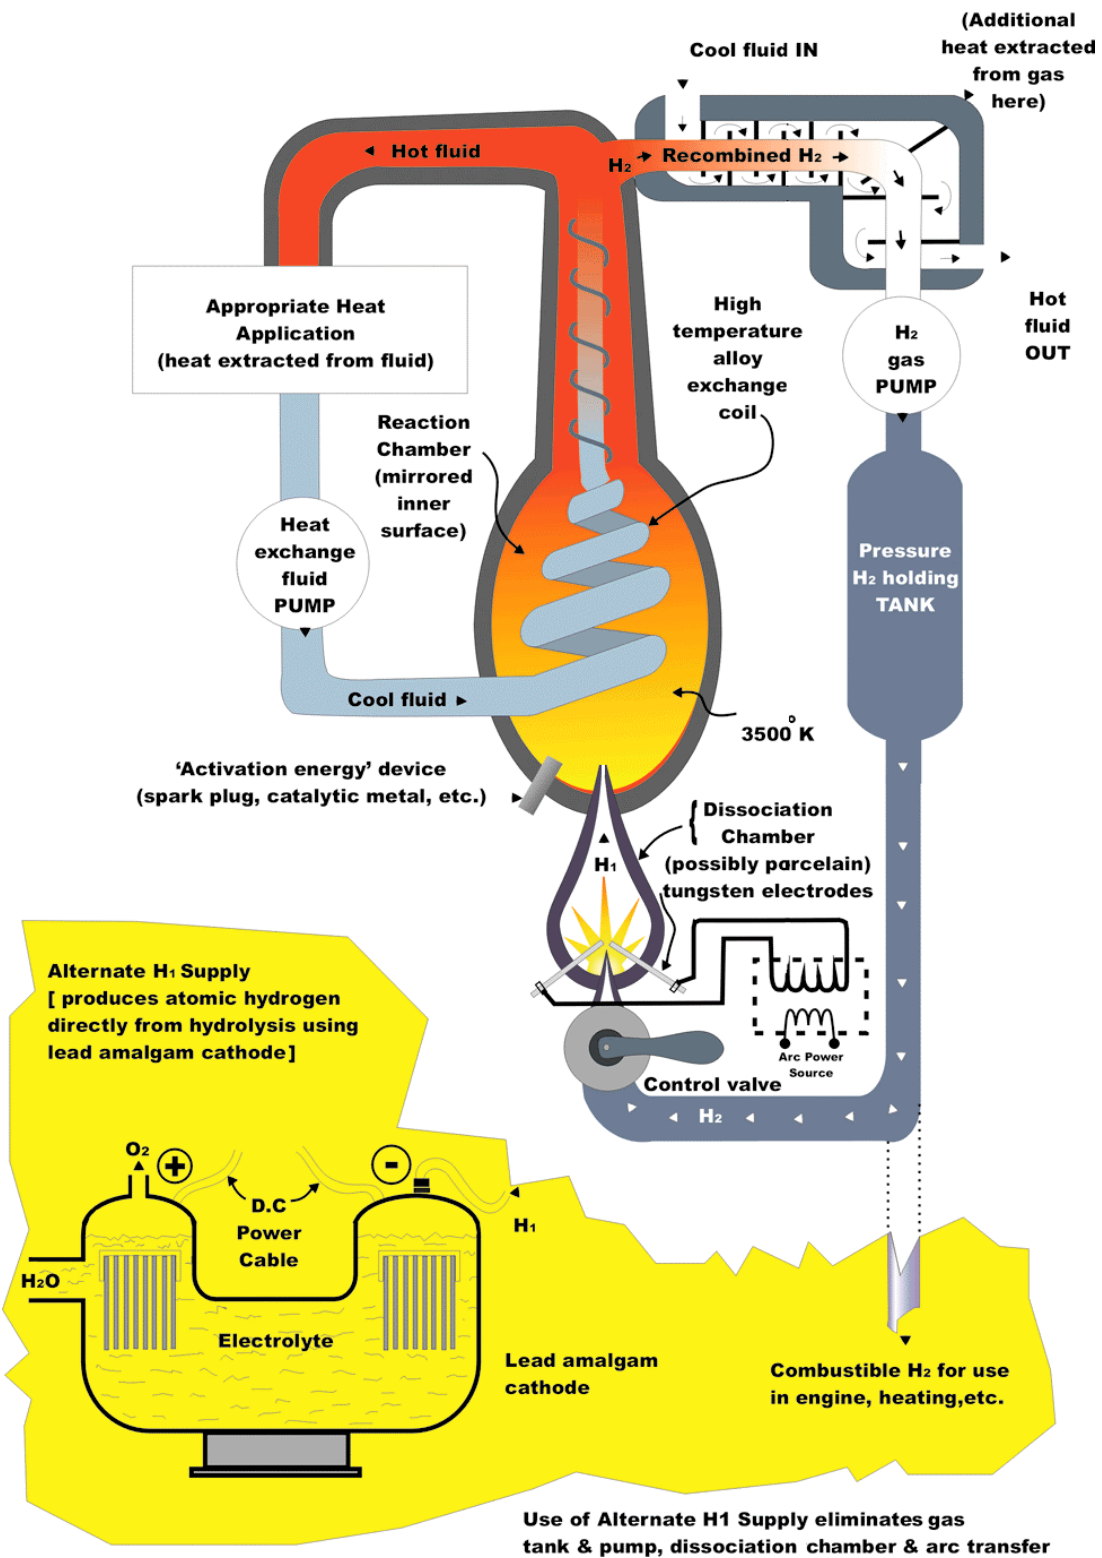 Cool fluid IN
(Additional
heat extracted
from gas
here)
Hot fluid
H₂
Recombined H₂
Appropriate Heat
Application
(heat extracted from fluid)
High
temperature
alloy
exchange
coil
H₂
gas
PUMP
Hot
fluid
OUT
Reaction
Chamber
(mirrored
inner
surface)
Heat
exchange
fluid
PUMP
Pressure
H₂ holding
TANK
Cool fluid
3500°K
‘Activation energy’ device
(spark plug, catalytic metal, etc.)
{ Dissociation
Chamber
(possibly parcelain)
tungsten electrodes
H₁
Arc Power
Source
Control valve
H₂
Alternate H₁ Supply
[ produces atomic hydrogen
directly from hydrolysis using
lead amalgam cathode]
O₂
+
-
D.C
Power
Cable
H₁
H₂O
Electrolyte
Lead amalgam
cathode
Combustible H₂ for use
in engine, heating,etc.
Use of Alternate H1 Supply eliminates gas
tank & pump, dissociation chamber & arc transfer